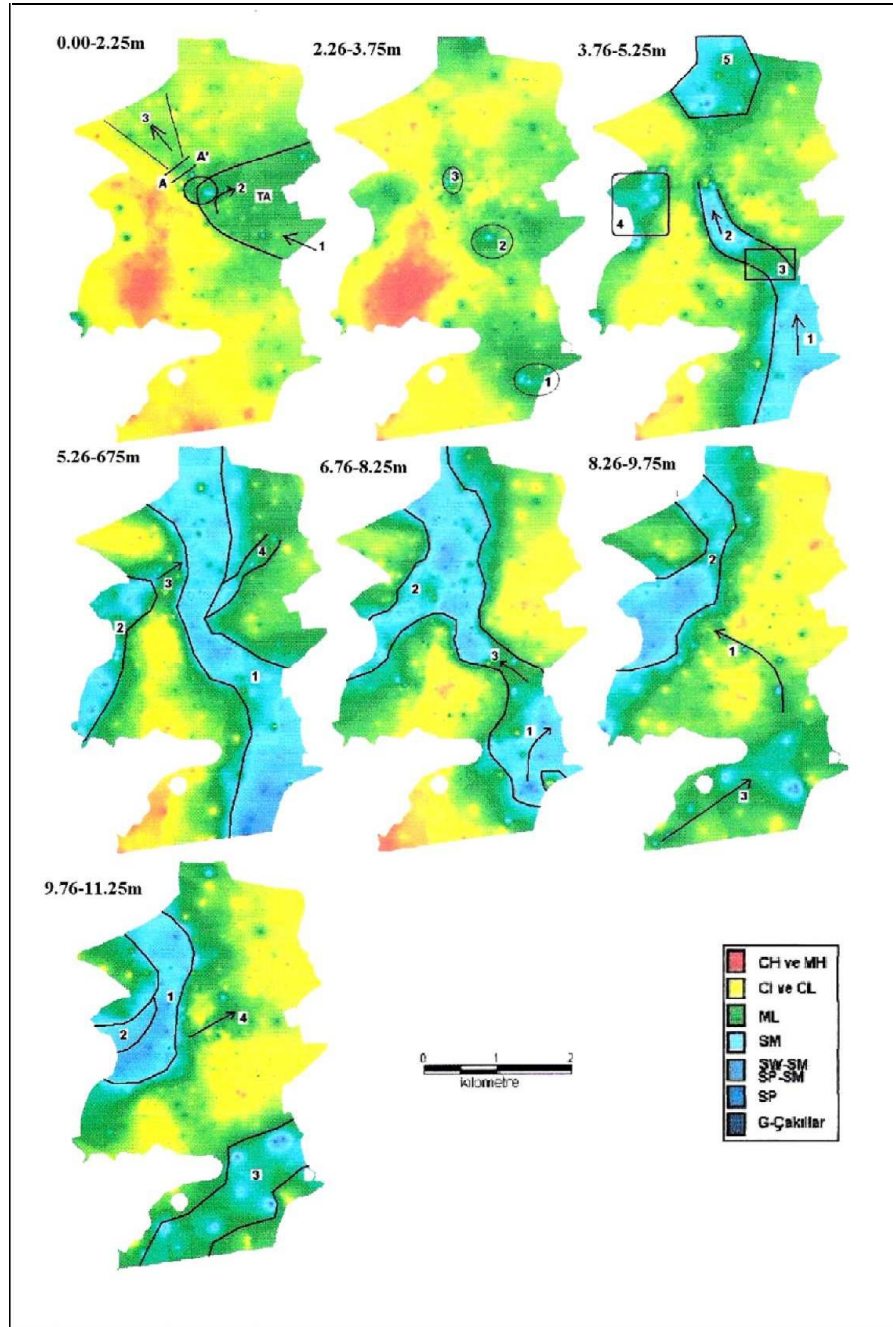 0.00-2.25m
2.26-3.75m
3.76-5.25m
3
A'
A
2
TA
1
3
2
1
5
4
2
3
1
5.26-675m
6.76-8.25m
8.26-9.75m
4
3
2
1
2
3
1
2
1
3
9.76-11.25m
1
2
4
3
CH ve MH
CI ve CL
ML
SM
SW-SM
SP-SM
SP
G-Çakıllar
0 1 2
kilometre